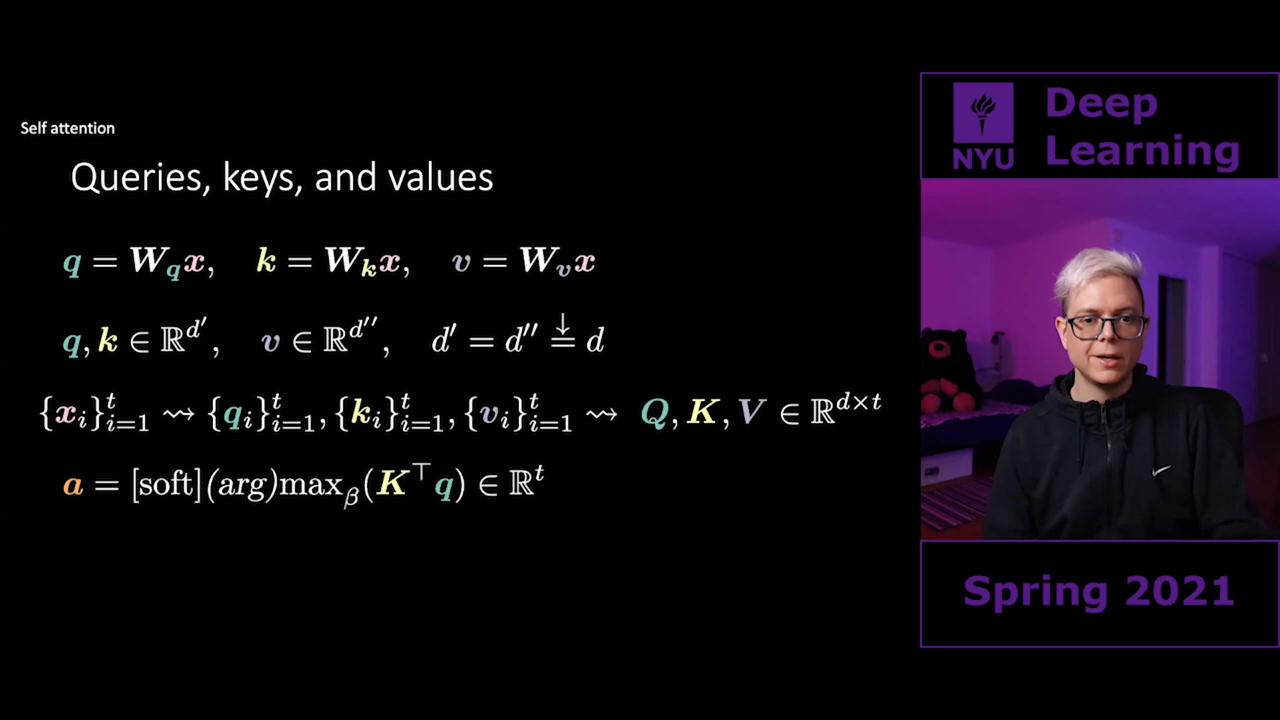 Self attention
Queries, keys, and values
q = W_q x, k = W_k x, v = W_v x
q, k ∈ ℝ^{d′}, v ∈ ℝ^{d″}, d′ = d″ ≟ d
{x_i}_{i=1}^t ⇝ {q_i}_{i=1}^t, {k_i}_{i=1}^t, {v_i}_{i=1}^t ⇝ Q, K, V ∈ ℝ^{d×t}
a = [soft](arg)max_β(K^⊤ q) ∈ ℝ^t
NYU
Deep
Learning
Spring 2021